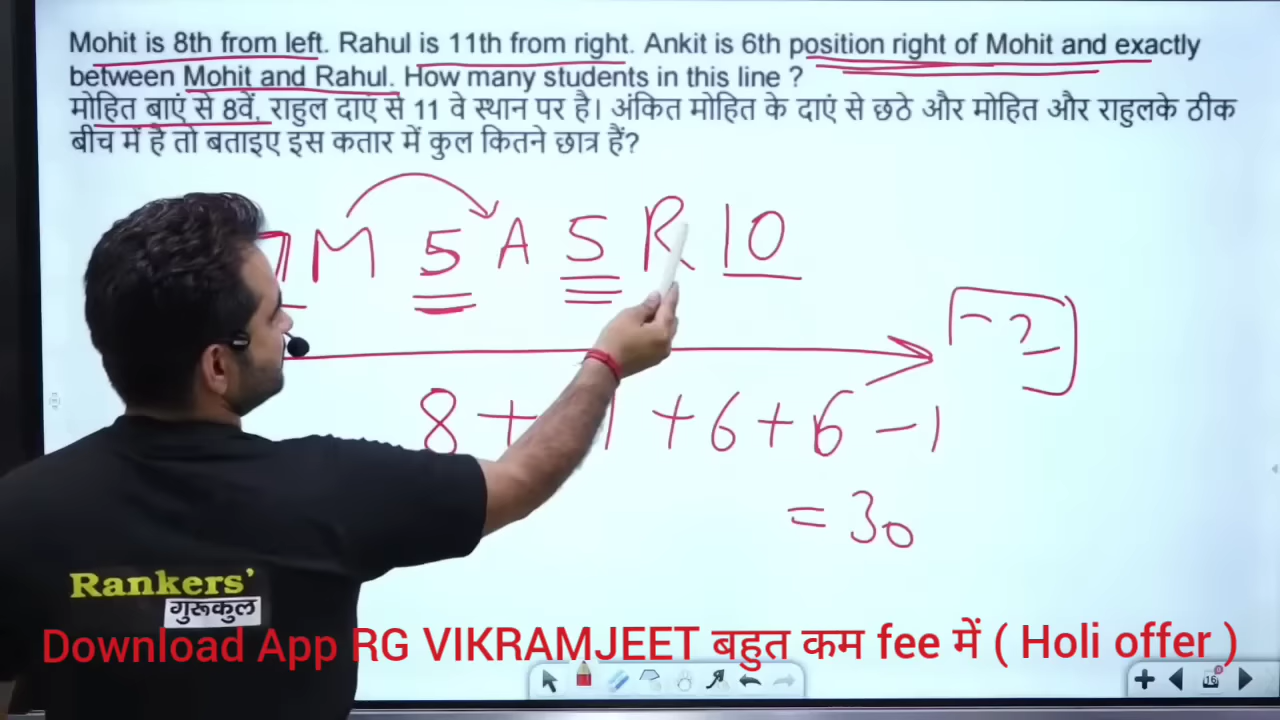 Mohit is 8th from left. Rahul is 11th from right. Ankit is 6th position right of Mohit and exactly
between Mohit and Rahul. How many students in this line ?
मोहित बाएं से 8वें, राहुल दाएं से 11 वे स्थान पर है। अंकित मोहित के दाएं से छठे और मोहित और राहुलके ठीक
बीच में है तो बताइए इस कतार में कुल कितने छात्र हैं?
7 M 5 A 5 R 10
- ? -
8 + 1 + 6 + 6 - 1
= 30
Rankers'
गुरूकुल
Download App RG VIKRAMJEET बहुत कम fee में ( Holi offer )
16